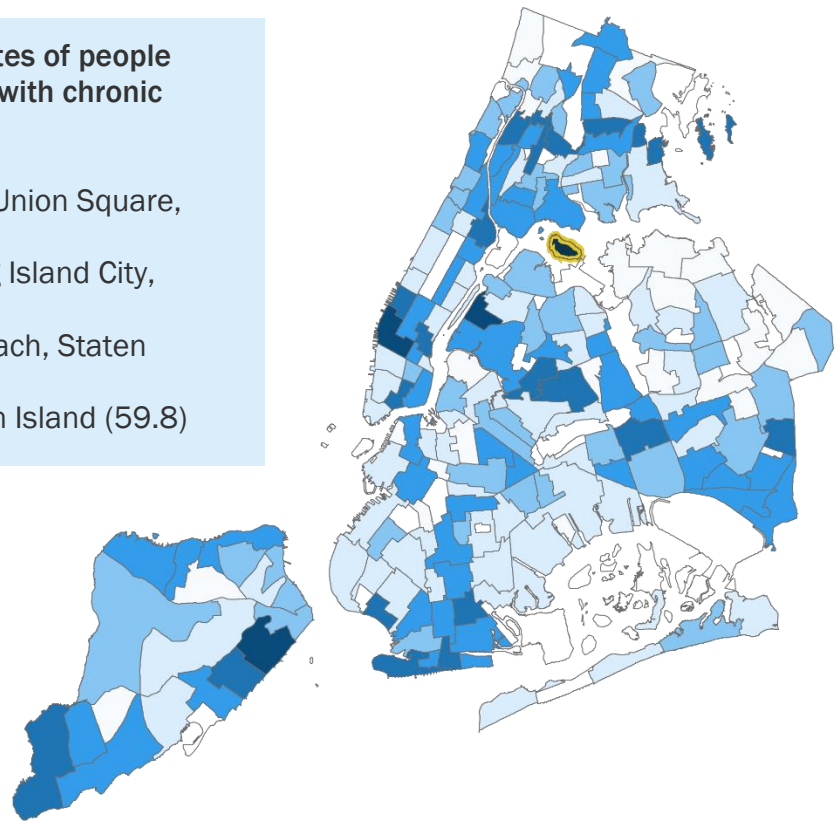 tes of people
with chronic
Union Square,
Island City,
ach, Staten
Island (59.8)